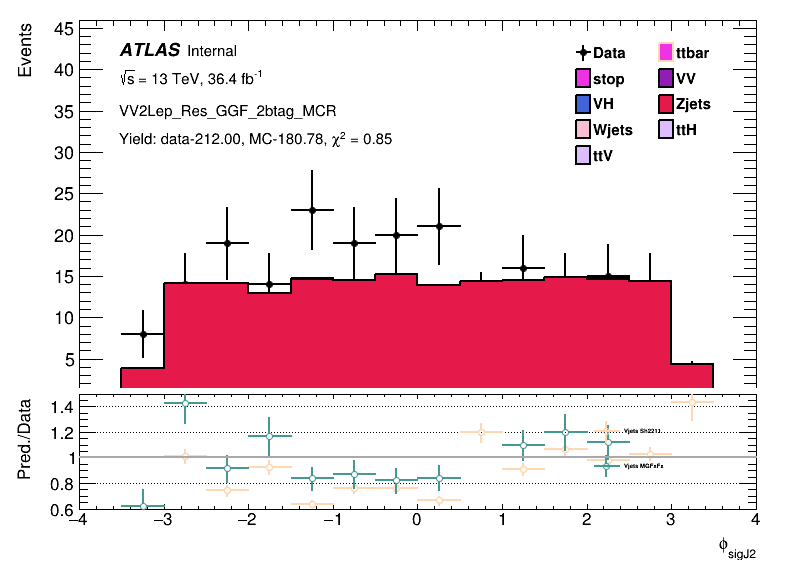 Events
45
40
35
30
25
20
15
10
5
ATLAS Internal
√s = 13 TeV, 36.4 fb⁻¹
VV2Lep_Res_GGF_2btag_MCR
Yield: data-212.00, MC-180.78, χ² = 0.85
Data
ttbar
stop
VV
VH
Zjets
Wjets
ttH
ttV
Pred./Data
1.4
1.2
1
0.8
0.6
Vjets Sh2211
Vjets MGFxFx
−4 −3 −2 −1 0 1 2 3 4
ϕsigJ2